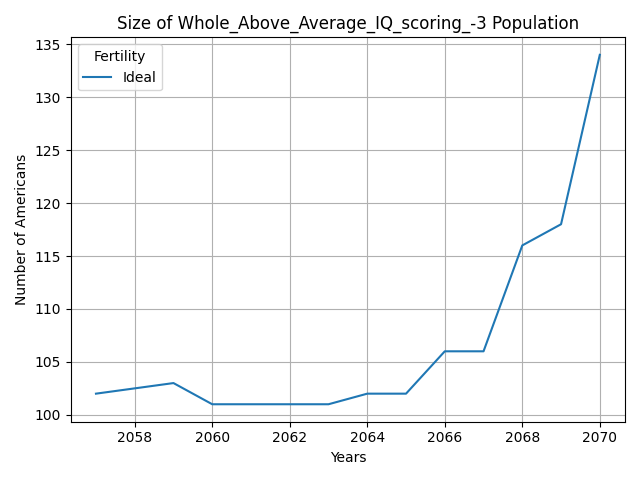 Size of Whole_Above_Average_IQ_scoring_-3 Population
Fertility
Ideal
Number of Americans
135
130
125
120
115
110
105
100
2058 2060 2062 2064 2066 2068 2070
Years